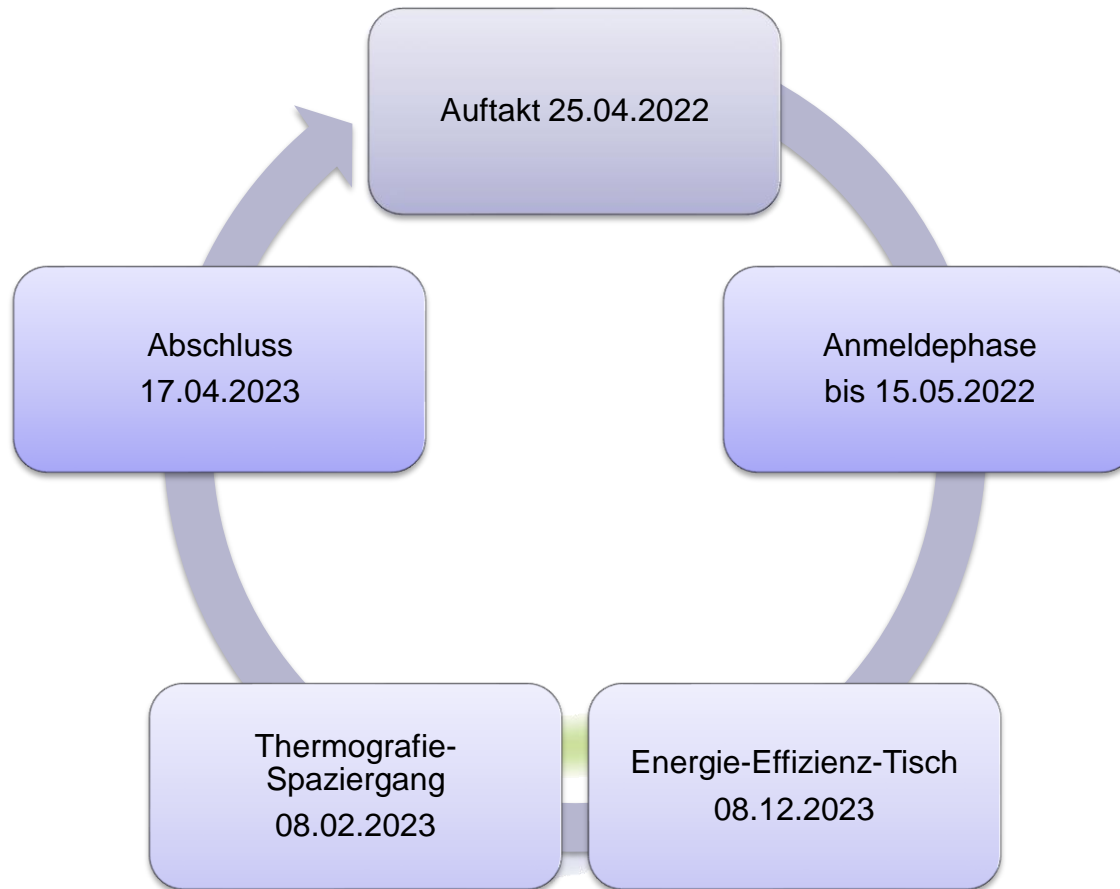 Auftakt 25.04.2022
Anmeldephase
bis 15.05.2022
Energie-Effizienz-Tisch
08.12.2023
Thermografie-
Spaziergang
08.02.2023
Abschluss
17.04.2023